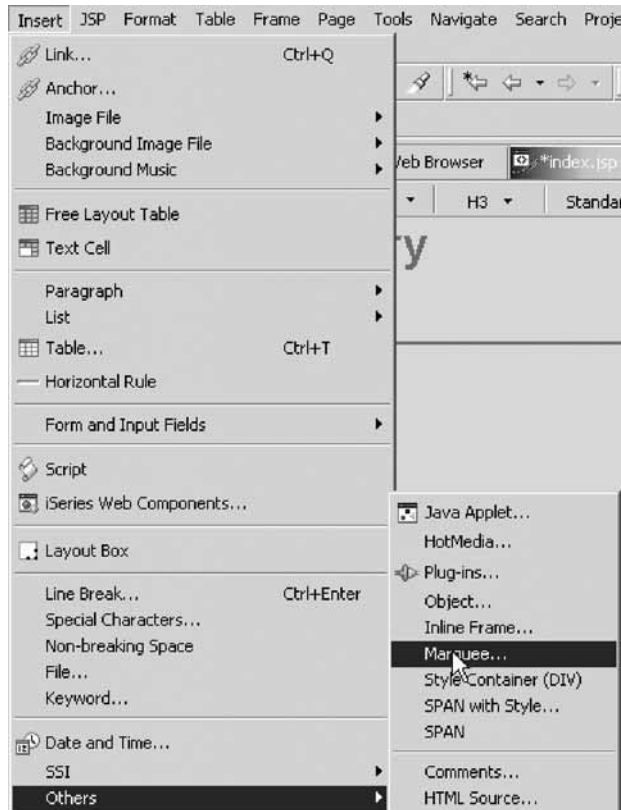 Insert JSP Format Table Frame Page Tools Navigate Search Proje
Link... Ctrl+Q
Anchor...
Image File
Background Image File
Background Music
Web Browser *index.jsp
H3 Standar
Free Layout Table
Text Cell
ry
Paragraph
List
Table... Ctrl+T
Horizontal Rule
Form and Input Fields
Script
iSeries Web Components...
Layout Box
Line Break... Ctrl+Enter
Special Characters...
Non-breaking Space
File...
Keyword...
Date and Time...
SSI
Others
Java Applet...
HotMedia...
Plug-ins...
Object...
Inline Frame...
Marquee...
Style Container (DIV)
SPAN with Style...
SPAN
Comments...
HTML Source...